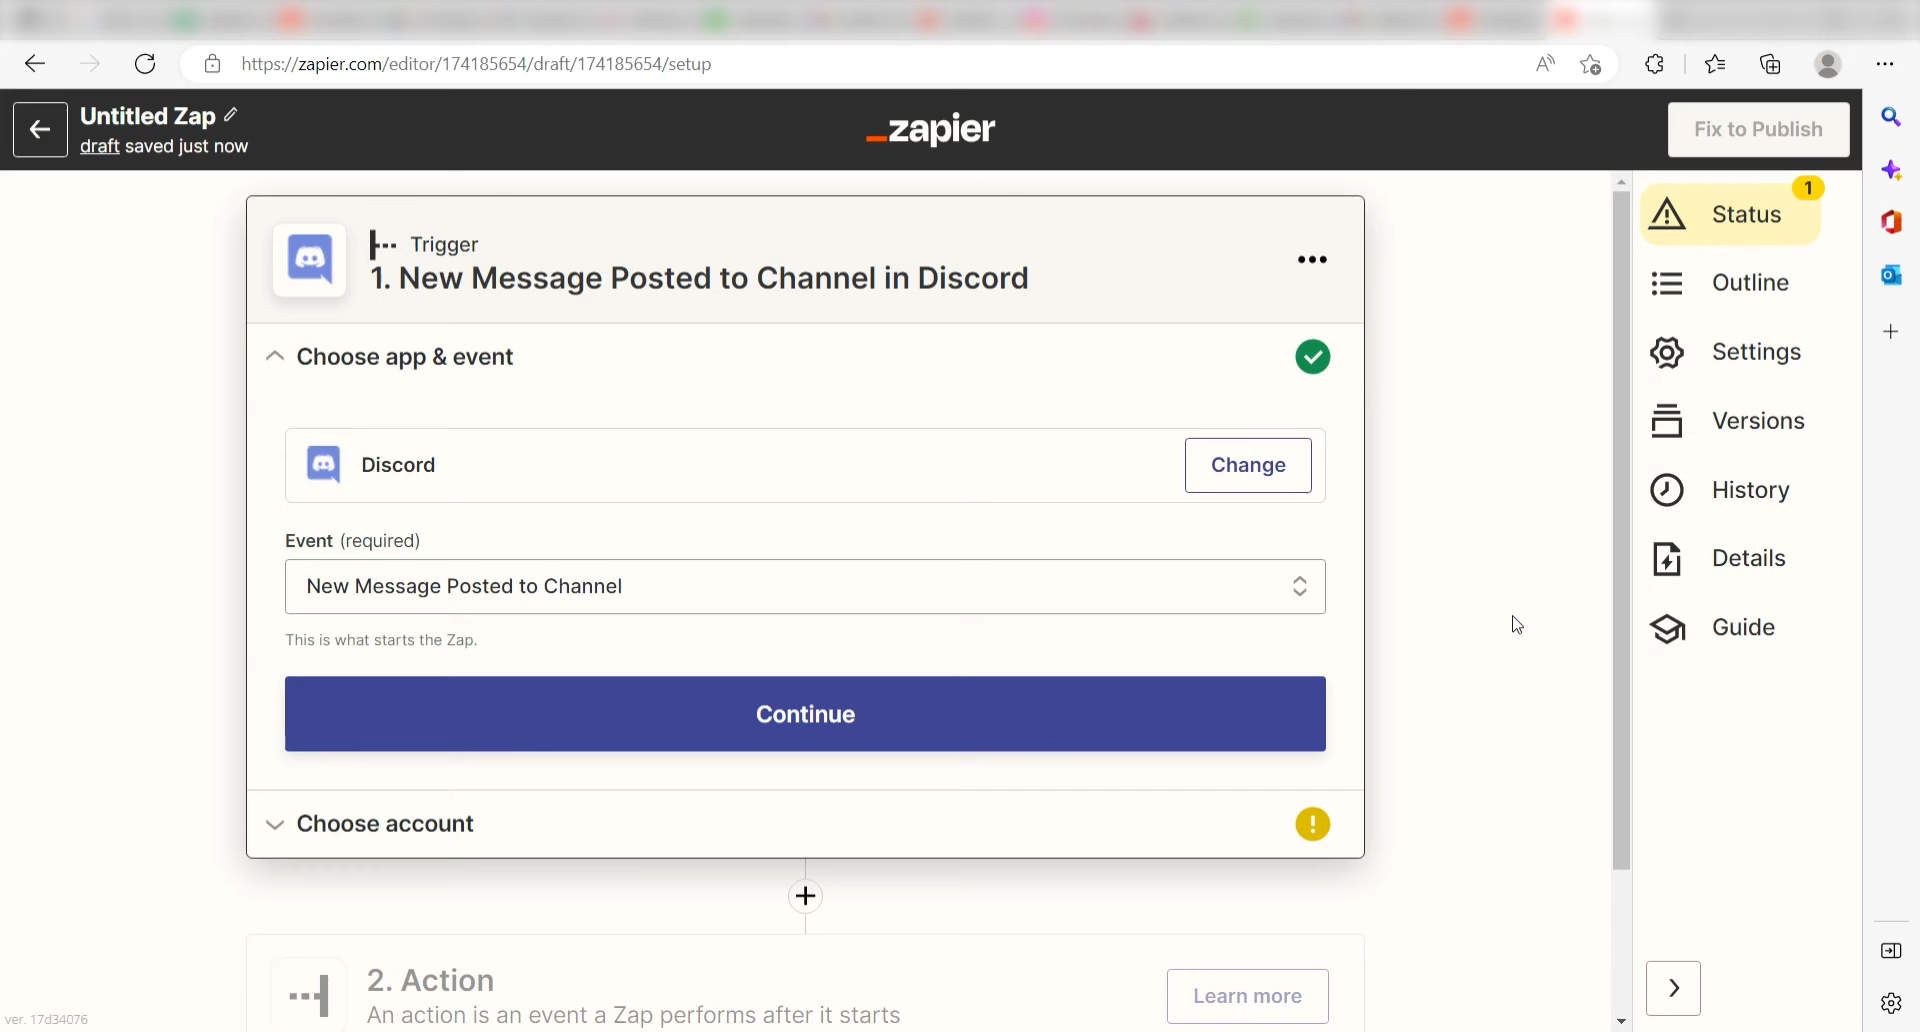 https://zapier.com/editor/174185654/draft/174185654/setup
Untitled Zap
draft saved just now
zapier
Fix to Publish
1
Status
Outline
Settings
Versions
History
Details
Guide
Trigger
1. New Message Posted to Channel in Discord
Choose app & event
Discord
Change
Event (required)
New Message Posted to Channel
This is what starts the Zap.
Continue
Choose account
2. Action
An action is an event a Zap performs after it starts
Learn more
ver. 17d34076